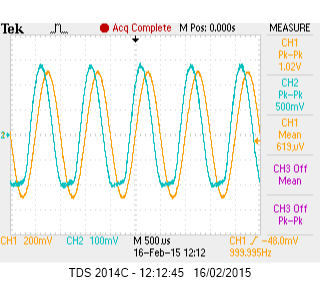 Tek Acq Complete M Pos: 0.000s MEASURE
CH1
Pk-Pk
1.02V
CH2
Pk-Pk
500mV
CH1
Mean
619µV
2
CH3 Off
Mean
CH3 Off
Pk-Pk
CH1 200mV CH2 100mV M 500µs CH1 -48.0mV
16-Feb-15 12:12 999.995Hz
TDS 2014C - 12:12:45 16/02/2015